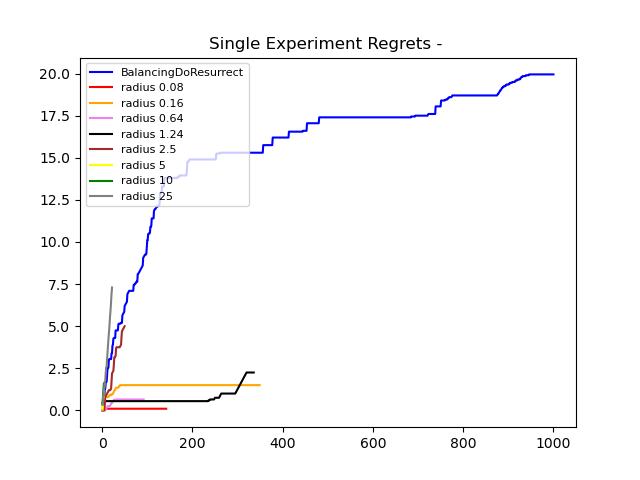 Single Experiment Regrets -
20.0
17.5
15.0
12.5
10.0
7.5
5.0
2.5
0.0
BalancingDoResurrect
radius 0.08
radius 0.16
radius 0.64
radius 1.24
radius 2.5
radius 5
radius 10
radius 25
0 200 400 600 800 1000